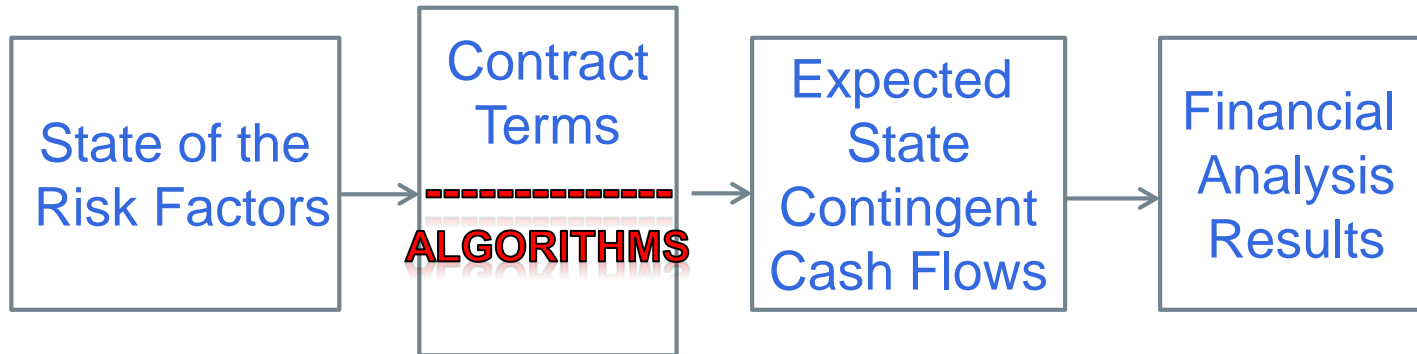 State of the
Risk Factors
Contract
Terms
--------------
ALGORITHMS
Expected
State
Contingent
Cash Flows
Financial
Analysis
Results